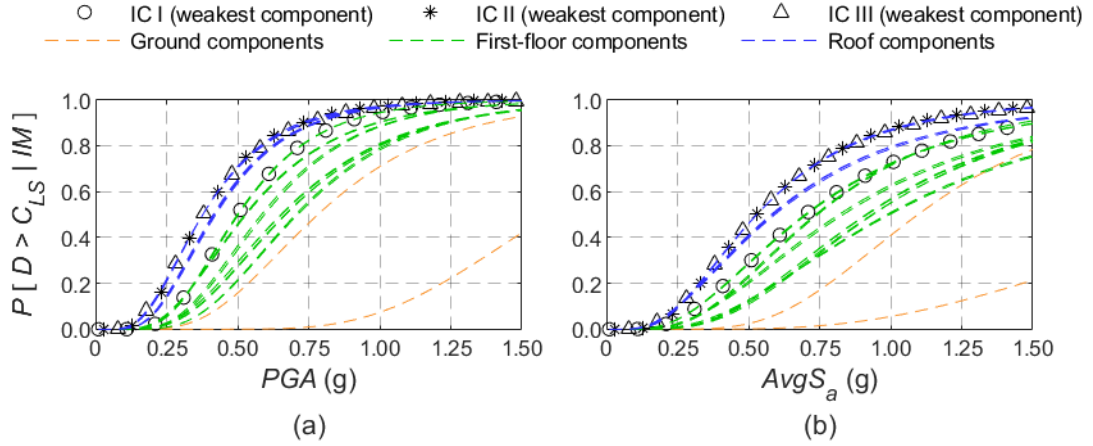 IC I (weakest component) IC II (weakest component) IC III (weakest component)
Ground components First-floor components Roof components
P [ D > C_LS | IM ]
1.0
0.8
0.6
0.4
0.2
0.00
0 0.25 0.50 0.75 1.00 1.25 1.50
PGA (g)
(a)
1.0
0.8
0.6
0.4
0.2
0.00
0 0.25 0.50 0.75 1.00 1.25 1.50
AvgS_a (g)
(b)